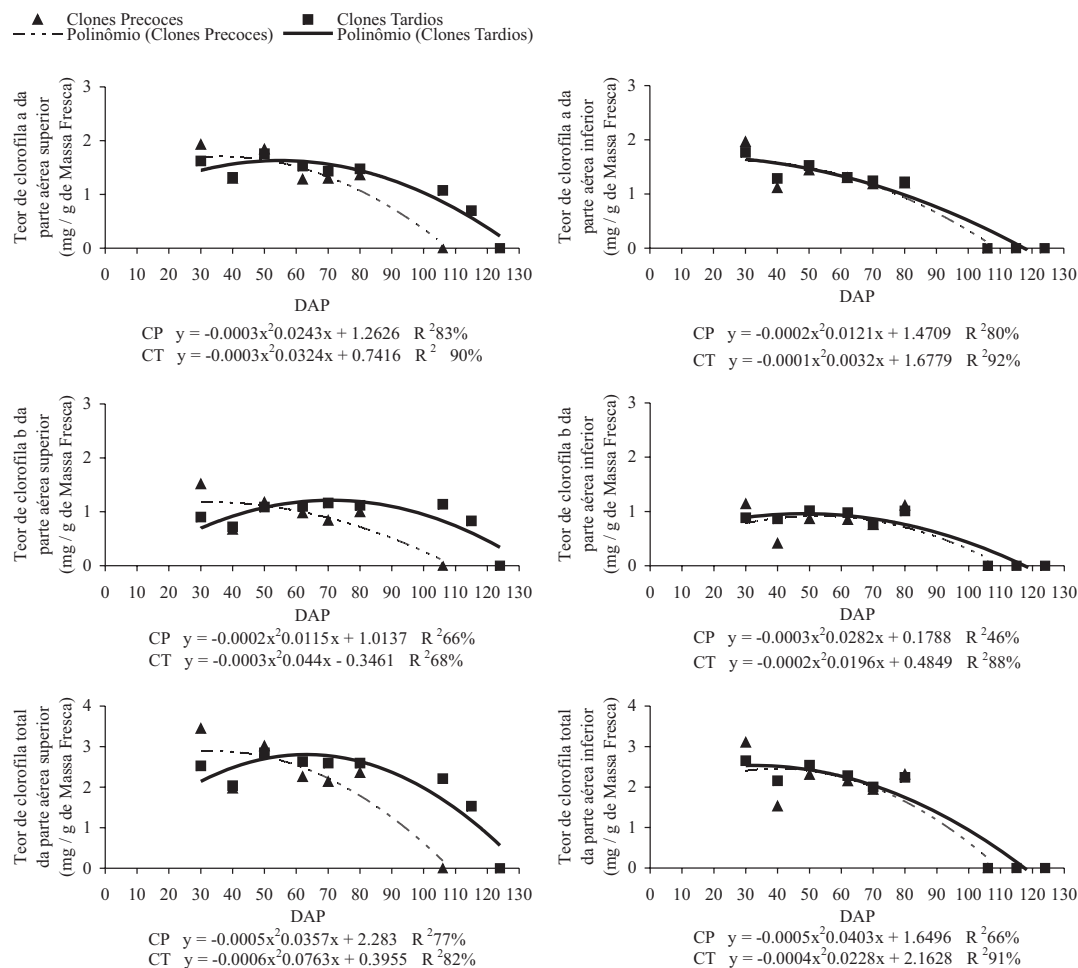 Clones Precoces
Clones Tardios
Polinômio (Clones Precoces)
Polinômio (Clones Tardios)
Teor de clorofila a da
parte aérea superior
(mg / g de Massa Fresca)
3
2
1
0
0 10 20 30 40 50 60 70 80 90 100 110 120 130
DAP
CP y = -0.0003x²0.0243x + 1.2626 R ²83%
CT y = -0.0003x²0.0324x + 0.7416 R ² 90%
Teor de clorofila a da
parte aérea inferior
(mg / g de Massa Fresca)
3
2
1
0
0 10 20 30 40 50 60 70 80 90 100 110 120 130
DAP
CP y = -0.0002x²0.0121x + 1.4709 R ²80%
CT y = -0.0001x²0.0032x + 1.6779 R ²92%
Teor de clorofila b da
parte aérea superior
(mg / g de Massa Fresca)
3
2
1
0
0 10 20 30 40 50 60 70 80 90 100 110 120 130
DAP
CP y = -0.0002x²0.0115x + 1.0137 R ²66%
CT y = -0.0003x²0.044x - 0.3461 R ²68%
Teor de clorofila b da
parte aérea inferior
(mg / g de Massa Fresca)
3
2
1
0
0 10 20 30 40 50 60 70 80 90 100 110 120 130
DAP
CP y = -0.0003x²0.0282x + 0.1788 R ²46%
CT y = -0.0002x²0.0196x + 0.4849 R ²88%
Teor de clorofila total
da parte aérea superior
(mg / g de Massa Fresca)
4
3
2
1
0
0 10 20 30 40 50 60 70 80 90 100 110 120 130
DAP
CP y = -0.0005x²0.0357x + 2.283 R ²77%
CT y = -0.0006x²0.0763x + 0.3955 R ²82%
Teor de clorofila total
da parte aérea inferior
(mg / g de Massa Fresca)
4
3
2
1
0
0 10 20 30 40 50 60 70 80 90 100 110 120 130
DAP
CP y = -0.0005x²0.0403x + 1.6496 R ²66%
CT y = -0.0004x²0.0228x + 2.1628 R ²91%